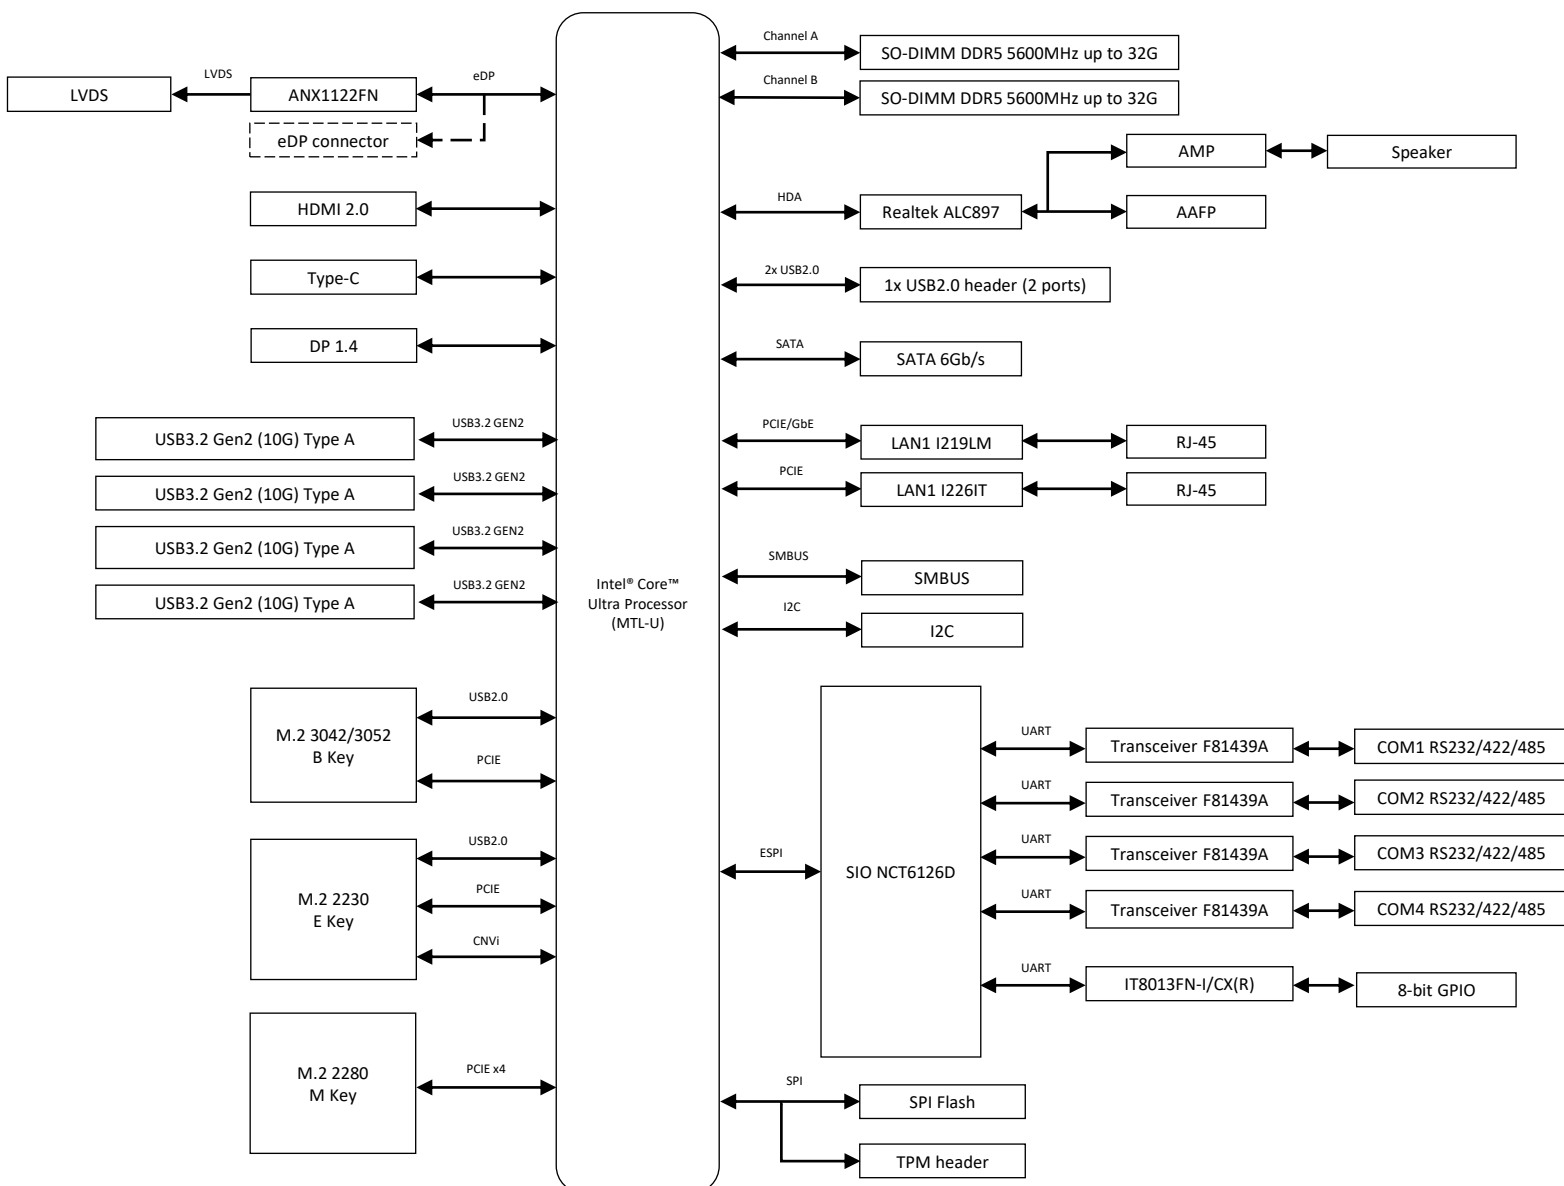 Channel A
SO-DIMM DDR5 5600MHz up to 32G
Channel B
SO-DIMM DDR5 5600MHz up to 32G
LVDS
LVDS
ANX1122FN
eDP
eDP connector
AMP
Speaker
HDMI 2.0
HDA
Realtek ALC897
AAFP
Type-C
2x USB2.0
1x USB2.0 header (2 ports)
DP 1.4
SATA
SATA 6Gb/s
USB3.2 Gen2 (10G) Type A
USB3.2 GEN2
PCIE/GbE
LAN1 I219LM
RJ-45
USB3.2 Gen2 (10G) Type A
USB3.2 GEN2
PCIE
LAN1 I226IT
RJ-45
USB3.2 Gen2 (10G) Type A
USB3.2 GEN2
USB3.2 Gen2 (10G) Type A
USB3.2 GEN2
Intel® Core™
Ultra Processor
(MTL-U)
SMBUS
SMBUS
I2C
I2C
M.2 3042/3052
B Key
USB2.0
PCIE
M.2 2230
E Key
USB2.0
PCIE
CNVi
M.2 2280
M Key
PCIE x4
ESPI
SIO NCT6126D
UART
Transceiver F81439A
COM1 RS232/422/485
UART
Transceiver F81439A
COM2 RS232/422/485
UART
Transceiver F81439A
COM3 RS232/422/485
UART
Transceiver F81439A
COM4 RS232/422/485
UART
IT8013FN-I/CX(R)
8-bit GPIO
SPI
SPI Flash
TPM header